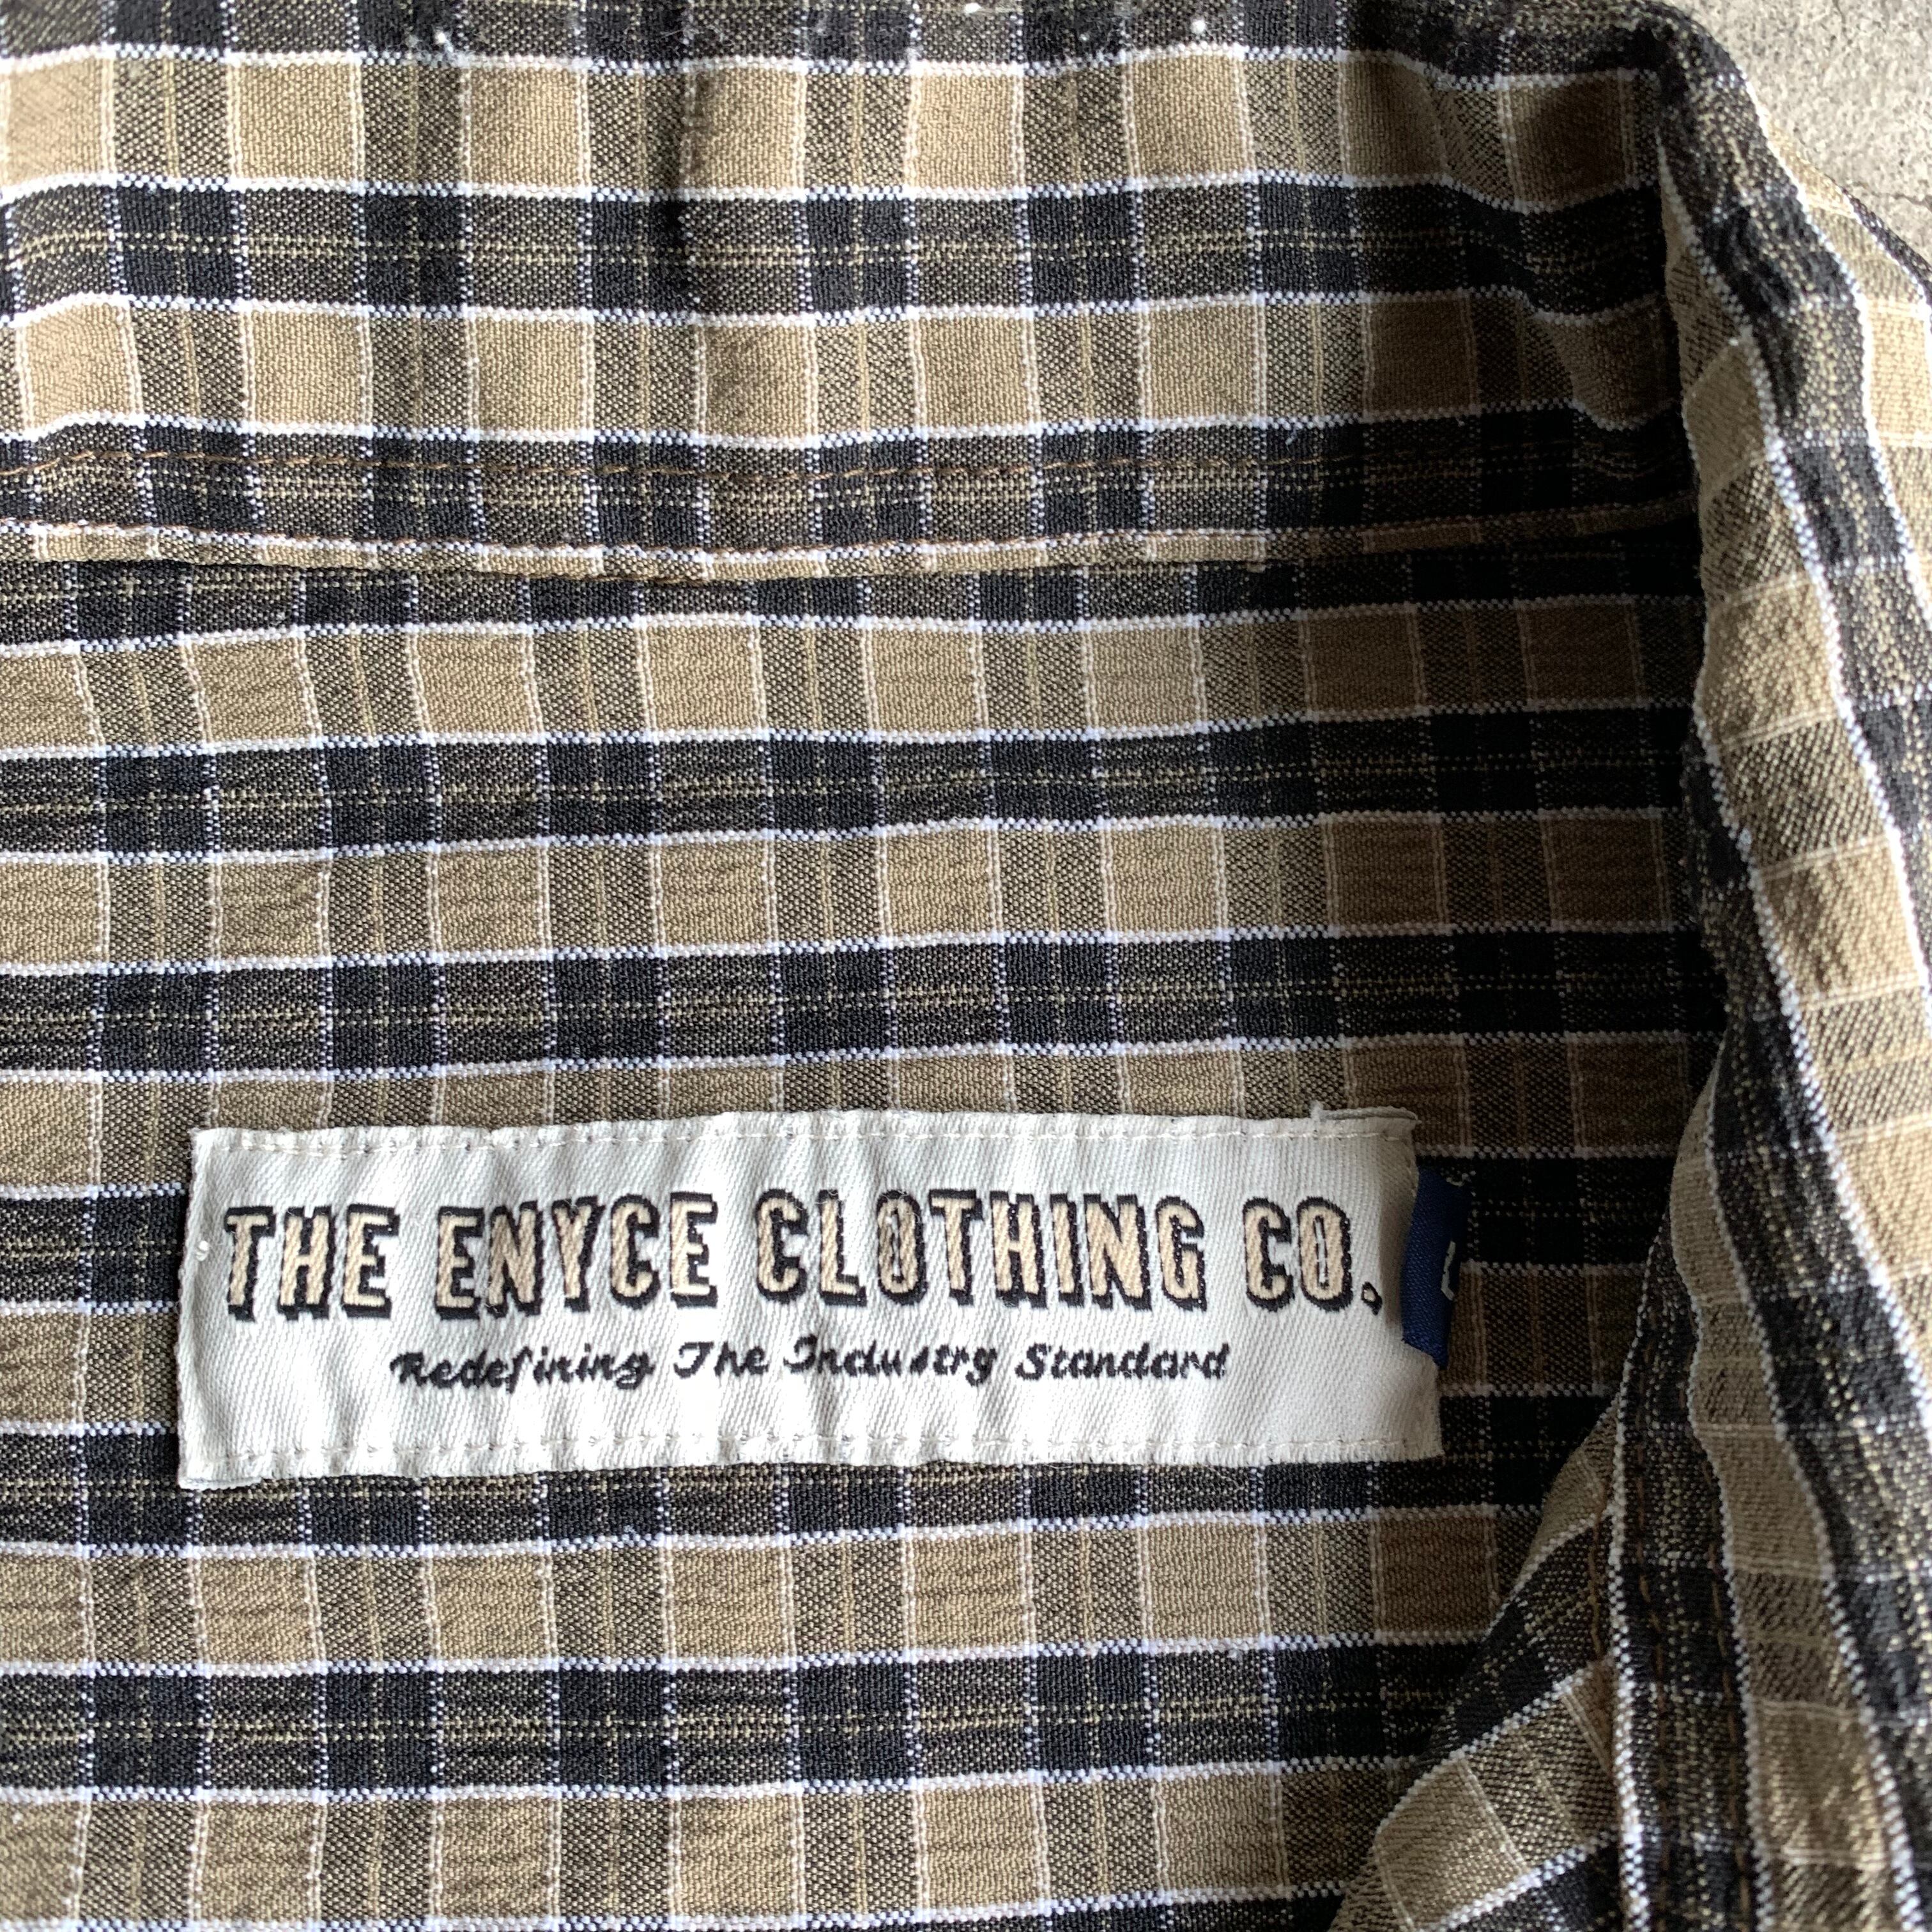 THE ENYCE CLOTHING CO.
Redefining The Industry Standard